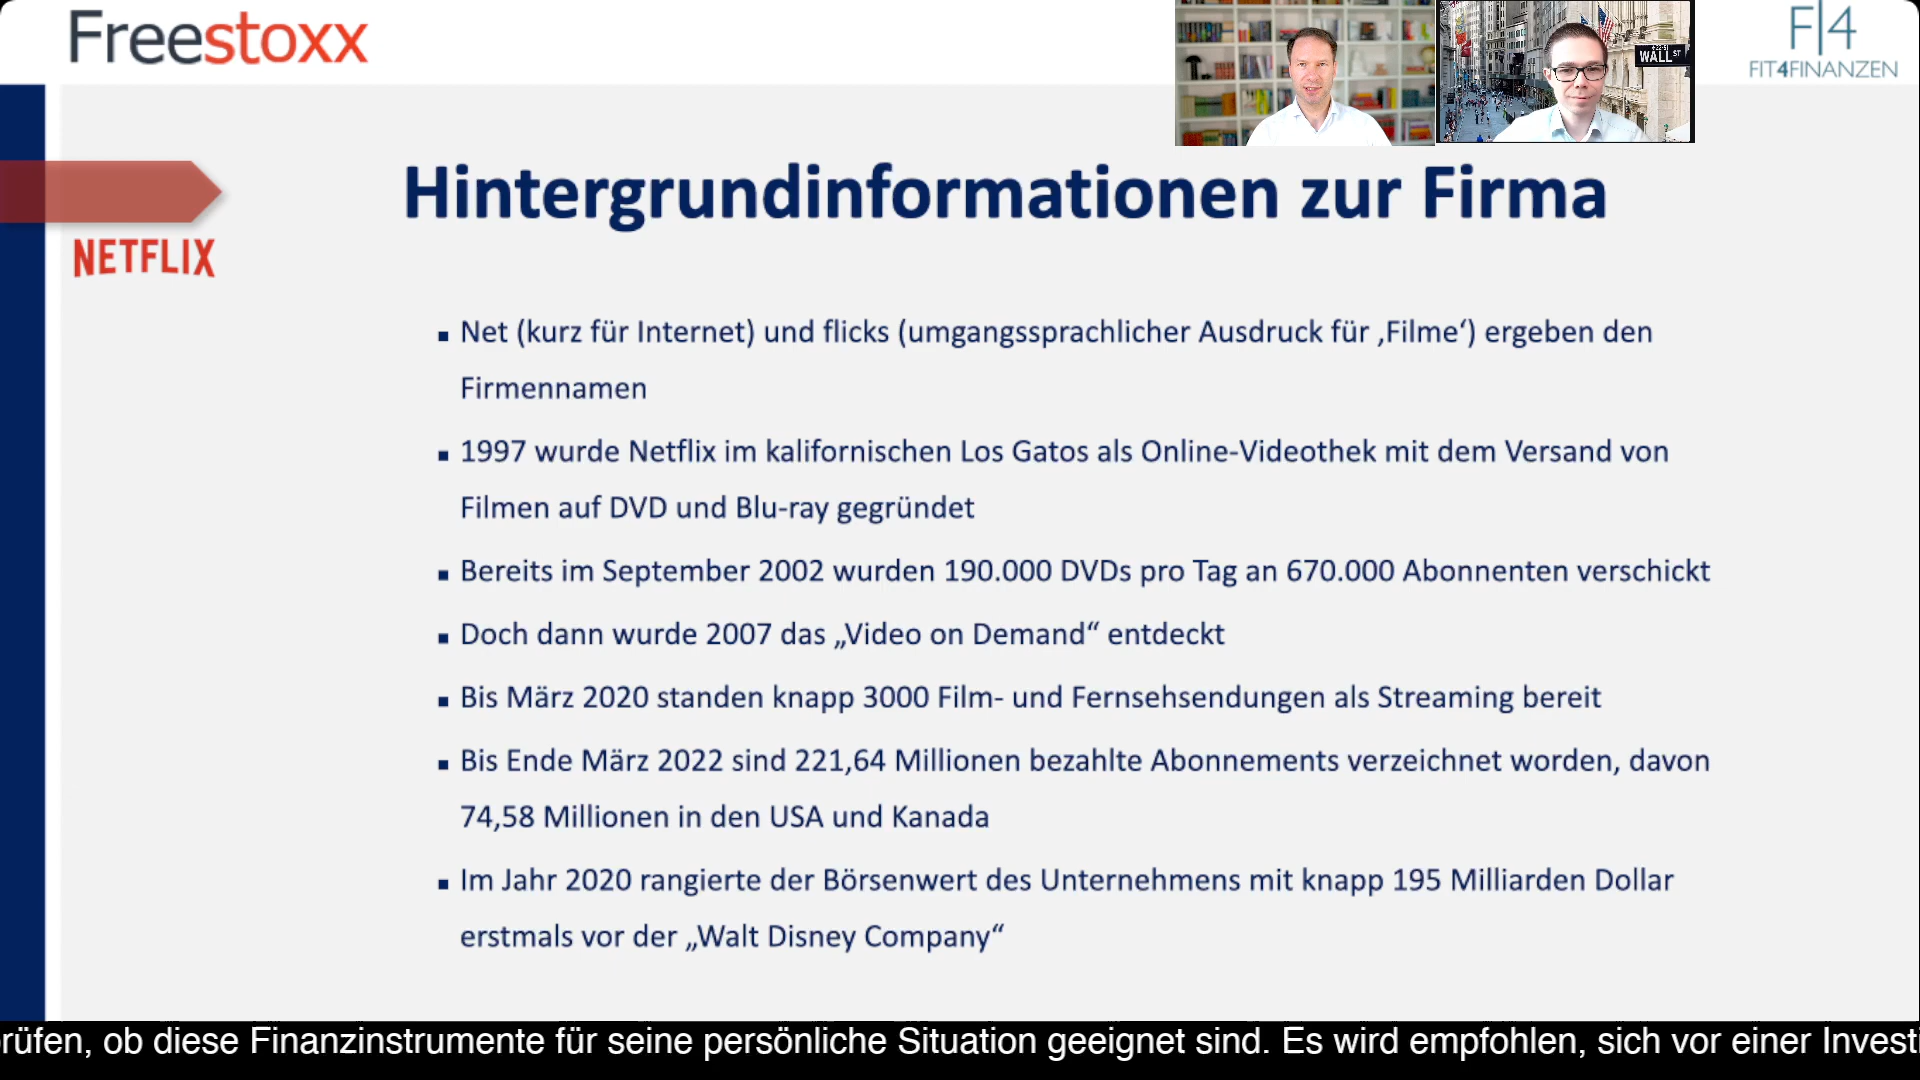 Freestoxx
WALL ST
F|4
FIT4FINANZEN
NETFLIX
Hintergrundinformationen zur Firma
▪ Net (kurz für Internet) und flicks (umgangssprachlicher Ausdruck für ‚Filme‘) ergeben den
Firmennamen
▪ 1997 wurde Netflix im kalifornischen Los Gatos als Online-Videothek mit dem Versand von
Filmen auf DVD und Blu-ray gegründet
▪ Bereits im September 2002 wurden 190.000 DVDs pro Tag an 670.000 Abonnenten verschickt
▪ Doch dann wurde 2007 das „Video on Demand“ entdeckt
▪ Bis März 2020 standen knapp 3000 Film- und Fernsehsendungen als Streaming bereit
▪ Bis Ende März 2022 sind 221,64 Millionen bezahlte Abonnements verzeichnet worden, davon
74,58 Millionen in den USA und Kanada
▪ Im Jahr 2020 rangierte der Börsenwert des Unternehmens mit knapp 195 Milliarden Dollar
erstmals vor der „Walt Disney Company“
rüfen, ob diese Finanzinstrumente für seine persönliche Situation geeignet sind. Es wird empfohlen, sich vor einer Investi